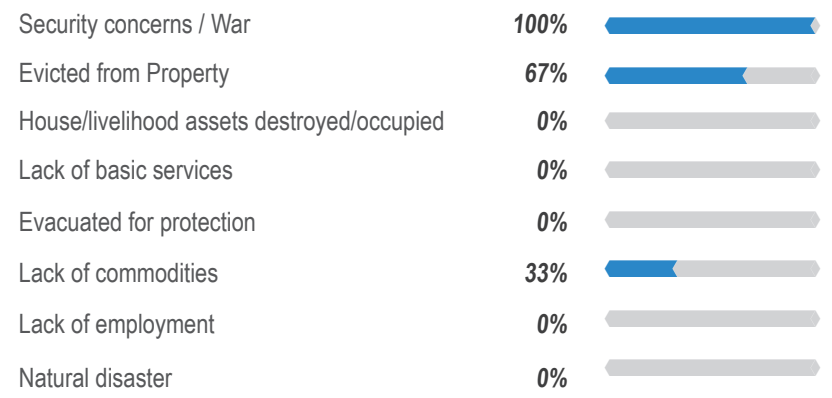 Security concerns / War 100%
Evicted from Property 67%
House/livelihood assets destroyed/occupied 0%
Lack of basic services 0%
Evacuated for protection 0%
Lack of commodities 33%
Lack of employment 0%
Natural disaster 0%